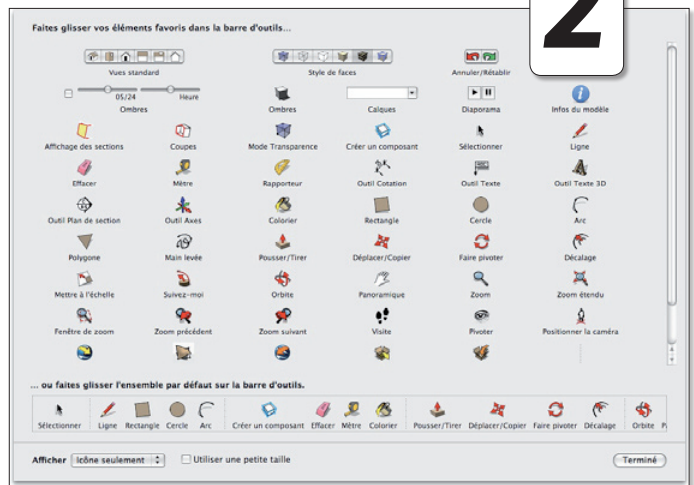 2
Faites glisser vos éléments favoris dans la barre d'outils...
Vues standard Style de faces Annuler/Rétablir
05/24 Heure
Ombres Ombres Calques Diaporama Infos du modèle
Affichage des sections Coupes Mode Transparence Créer un composant Sélectionner Ligne
Effacer Mètre Rapporteur Outil Cotation Outil Texte Outil Texte 3D
Outil Plan de section Outil Axes Colorier Rectangle Cercle Arc
Polygone Main levée Pousser/Tirer Déplacer/Copier Faire pivoter Décalage
Mettre à l'échelle Suivez-moi Orbite Panoramique Zoom Zoom étendu
Fenêtre de zoom Zoom précédent Zoom suivant Visite Pivoter Positionner la caméra
... ou faites glisser l'ensemble par défaut sur la barre d'outils.
Sélectionner Ligne Rectangle Cercle Arc Créer un composant Effacer Mètre Colorier Pousser/Tirer Déplacer/Copier Faire pivoter Décalage Orbite P
Afficher Icône seulement Utiliser une petite taille Terminé